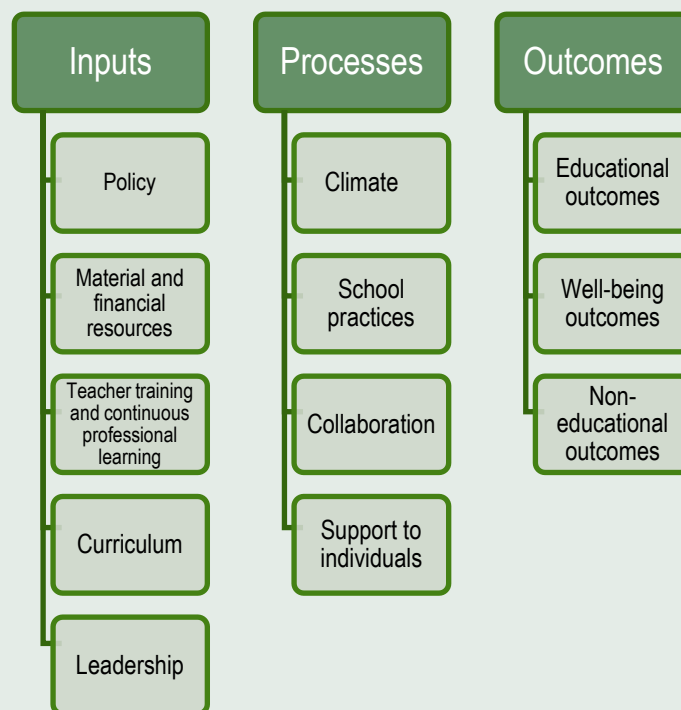 Inputs
Policy
Material and
financial
resources
Teacher training
and continuous
professional
learning
Curriculum
Leadership
Processes
Climate
School
practices
Collaboration
Support to
individuals
Outcomes
Educational
outcomes
Well-being
outcomes
Non-
educational
outcomes